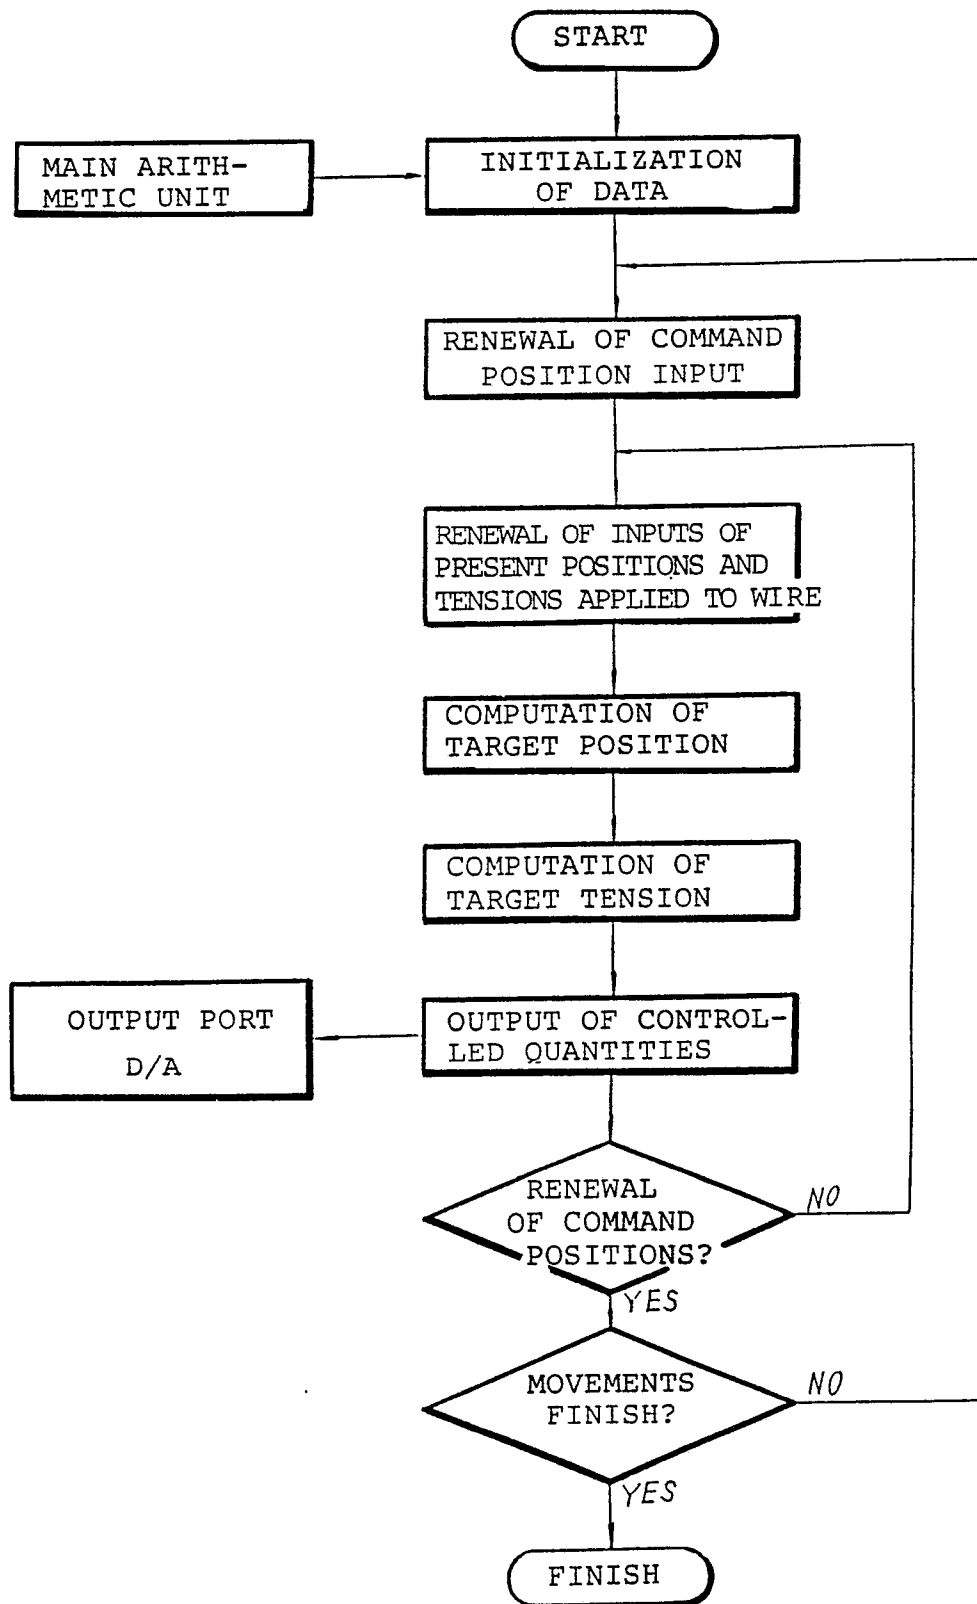 START
MAIN ARITH-
METIC UNIT
INITIALIZATION
OF DATA
RENEWAL OF COMMAND
POSITION INPUT
RENEWAL OF INPUTS OF
PRESENT POSITIONS AND
TENSIONS APPLIED TO WIRE
COMPUTATION OF
TARGET POSITION
COMPUTATION OF
TARGET TENSION
OUTPUT PORT
D/A
OUTPUT OF CONTROL-
LED QUANTITIES
RENEWAL
OF COMMAND
POSITIONS?
NO
YES
MOVEMENTS
FINISH?
NO
YES
FINISH